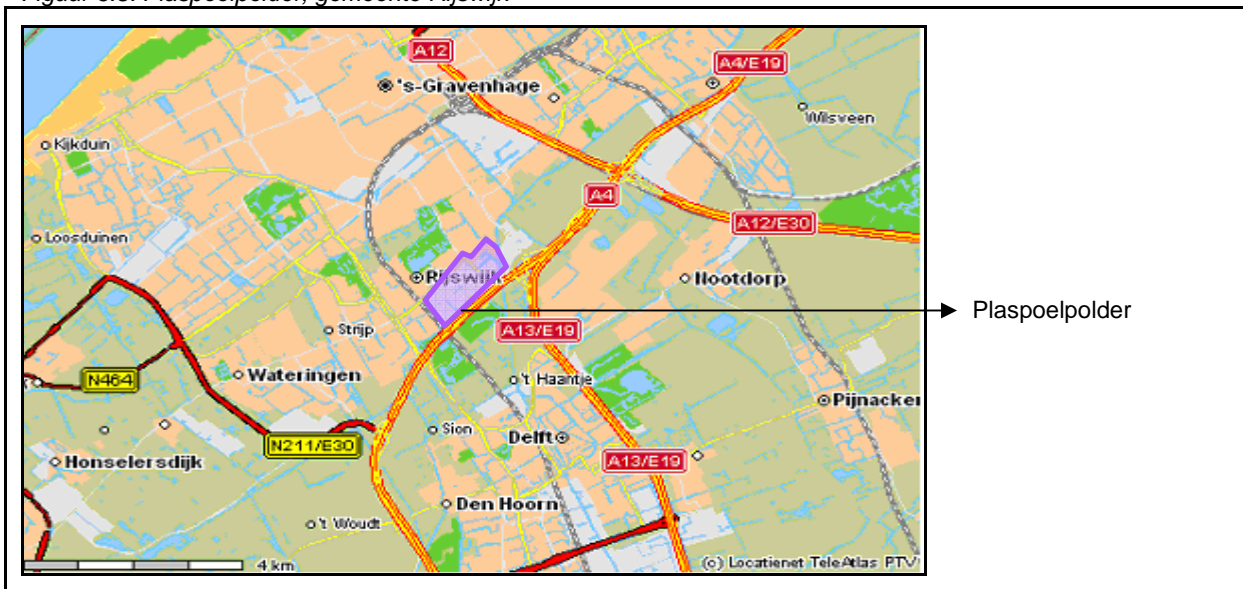 A12
A4/E19
's-Gravenhage
Wilsveen
Kijkduin
A4
A12/E30
Loosduinen
Rijswijk
Nootdorp
Plaspoelpolder
Strijp
A13/E19
N464
Wateringen
't Haantje
Pijnacker
Sion
Delft
N211/E30
Honselersdijk
A13/E19
Den Hoorn
't Woudt
4 km
(c) Locatienet TeleAtlas PTV